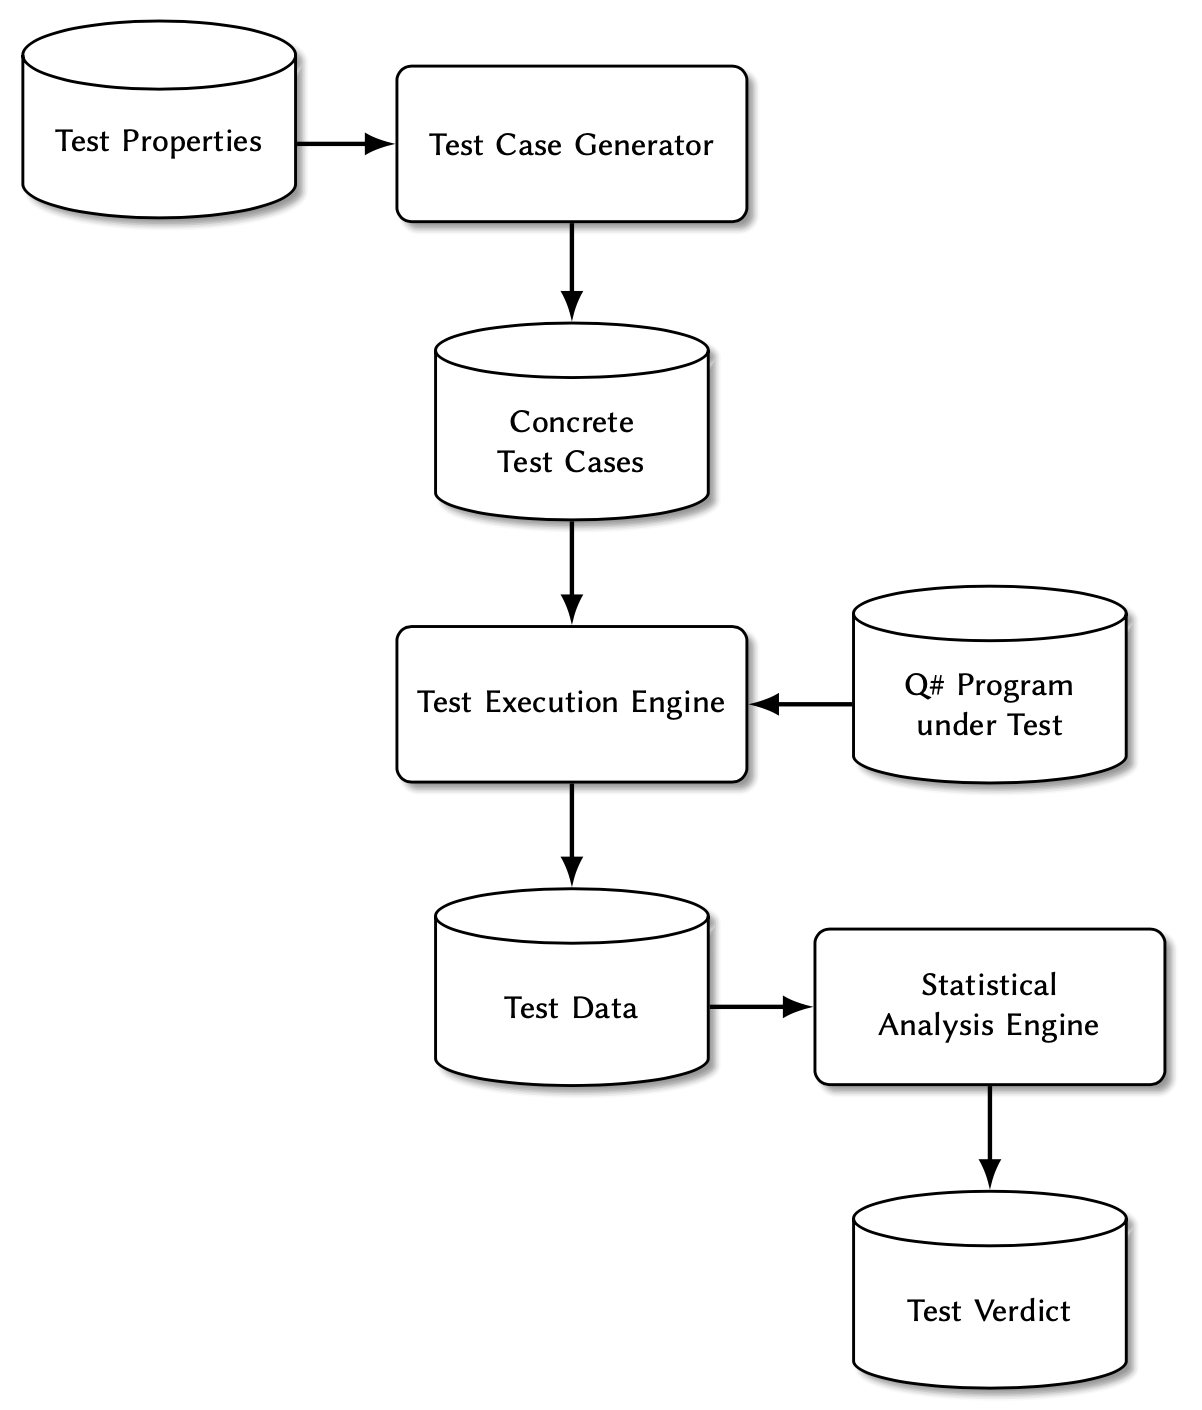 Test Properties
Test Case Generator
Concrete
Test Cases
Test Execution Engine
Q# Program
under Test
Test Data
Statistical
Analysis Engine
Test Verdict